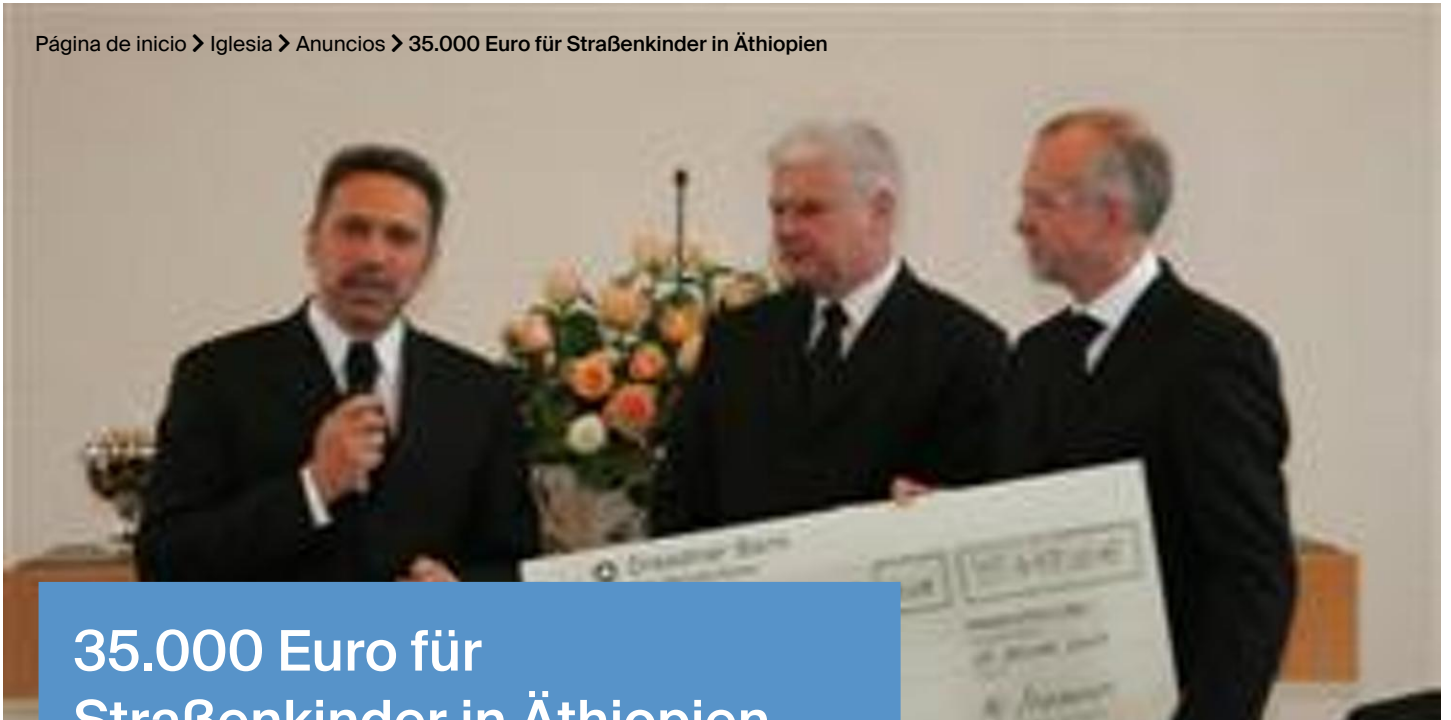 Página de inicio > Iglesia > Anuncios > 35.000 Euro für Straßenkinder in Äthiopien
Dresdner Bank
35.000 Euro für
Straßenkinder in Äthiopien